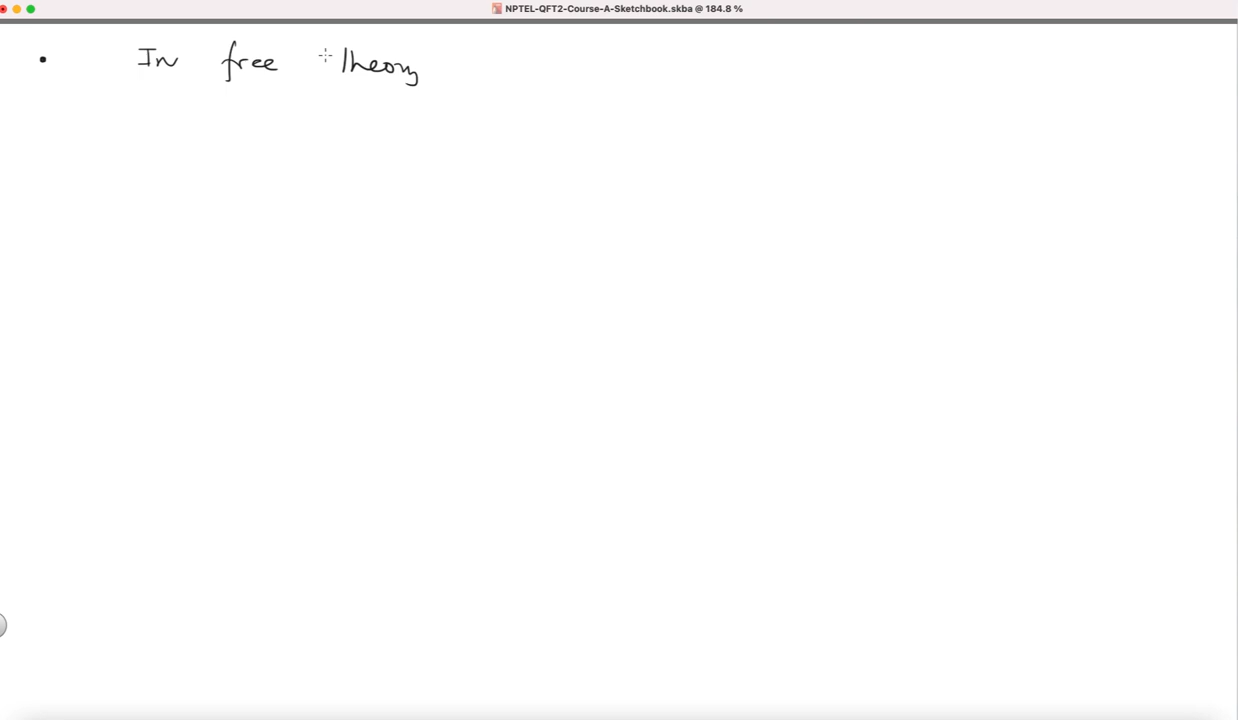 NPTEL-QFT2-Course-A-Sketchbook.skba @ 184.8 %
• In free theory